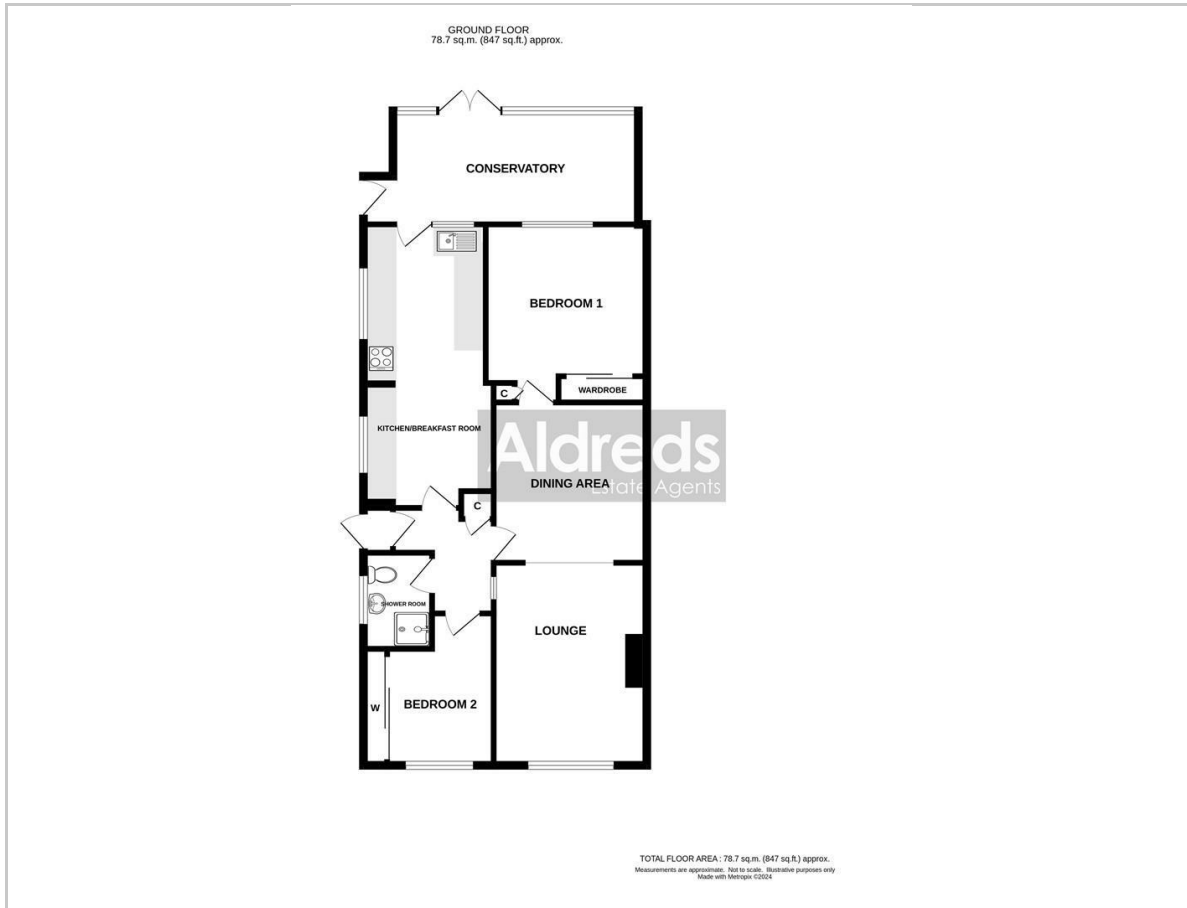 GROUND FLOOR
78.7 sq.m. (847 sq.ft.) approx.
CONSERVATORY
BEDROOM 1
WARDROBE
C
KITCHEN/BREAKFAST ROOM
Aldreds
Estate Agents
DINING AREA
C
SHOWER ROOM
LOUNGE
BEDROOM 2
W
TOTAL FLOOR AREA : 78.7 sq.m. (847 sq.ft.) approx.
Measurements are approximate. Not to scale. Illustrative purposes only
Made with Metropix ©2024